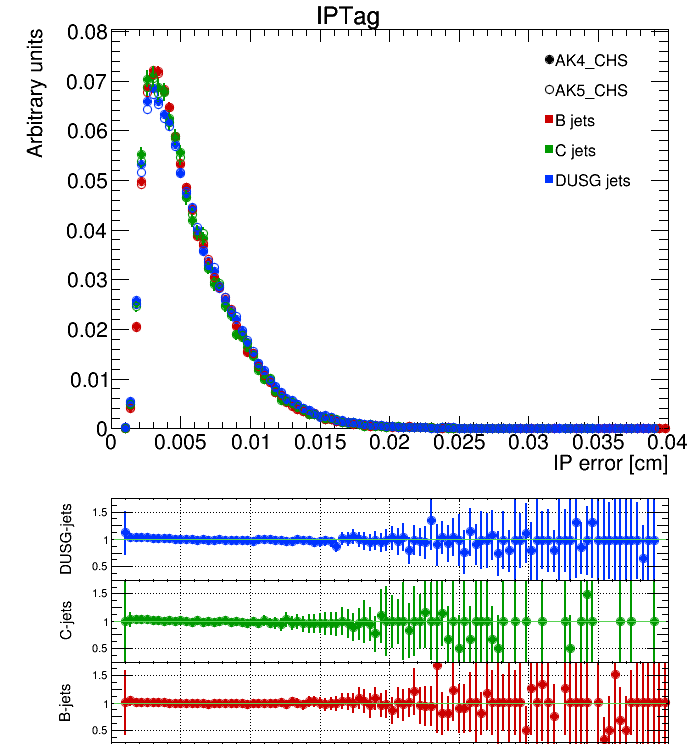 IPTag
Arbitrary units
0.08
0.07
0.06
0.05
0.04
0.03
0.02
0.01
0
AK4_CHS
AK5_CHS
B jets
C jets
DUSG jets
0 0.005 0.01 0.015 0.02 0.025 0.03 0.035 0.04
IP error [cm]
DUSG-jets
1.5
1
0.5
C-jets
1.5
1
0.5
B-jets
1.5
1
0.5